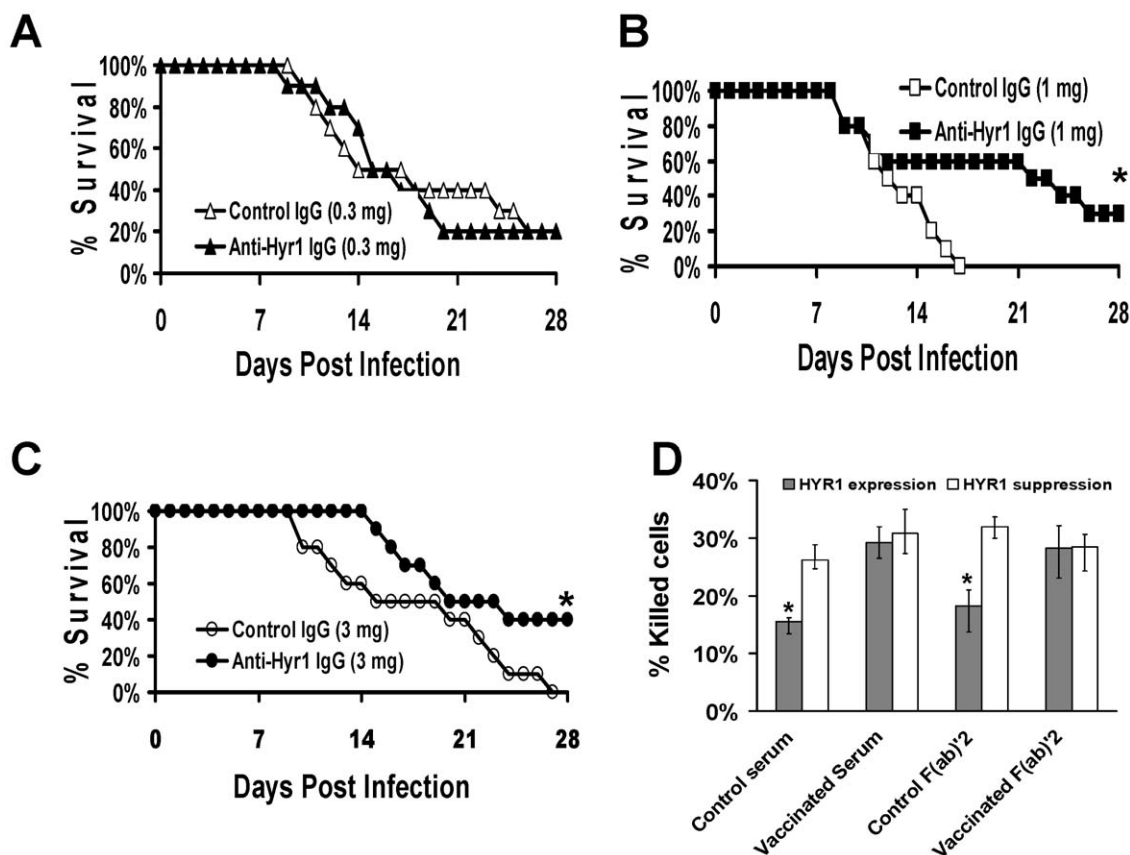 A
% Survival
100%
80%
60%
40%
20%
0%
Control IgG (0.3 mg)
Anti-Hyr1 IgG (0.3 mg)
0 7 14 21 28
Days Post Infection
B
% Survival
100%
80%
60%
40%
20%
0%
Control IgG (1 mg)
Anti-Hyr1 IgG (1 mg)
*
0 7 14 21 28
Days Post Infection
C
% Survival
100%
80%
60%
40%
20%
0%
Control IgG (3 mg)
Anti-Hyr1 IgG (3 mg)
*
0 7 14 21 28
Days Post Infection
D
% Killed cells
40%
30%
20%
10%
0%
HYR1 expression HYR1 suppression
* *
Control serum
Vaccinated Serum
Control F(ab)'2
Vaccinated F(ab)'2